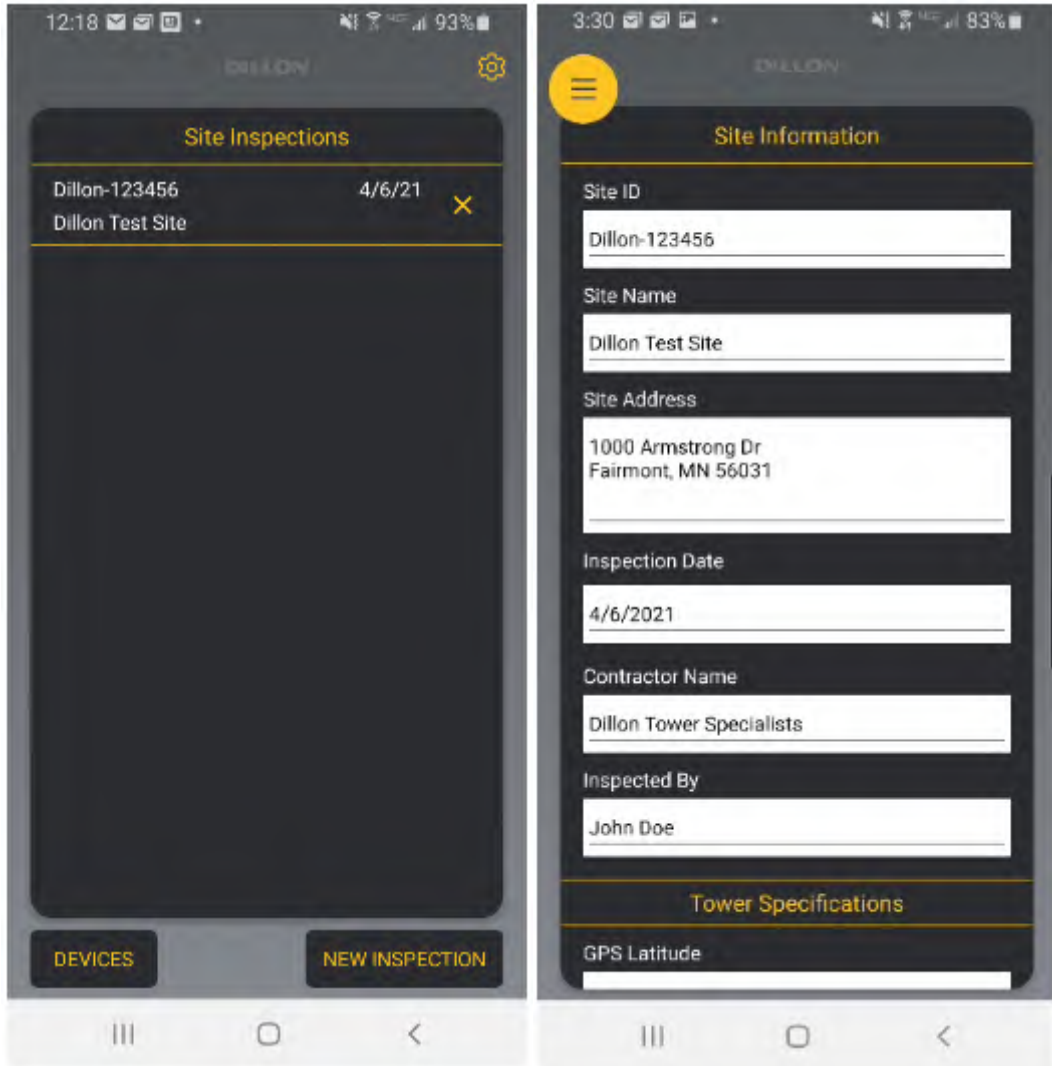 12:18 93%
DILLON
Site Inspections
Dillon-123456 4/6/21
Dillon Test Site
DEVICES NEW INSPECTION
3:30 83%
DILLON
Site Information
Site ID
Dillon-123456
Site Name
Dillon Test Site
Site Address
1000 Armstrong Dr
Fairmont, MN 56031
Inspection Date
4/6/2021
Contractor Name
Dillon Tower Specialists
Inspected By
John Doe
Tower Specifications
GPS Latitude